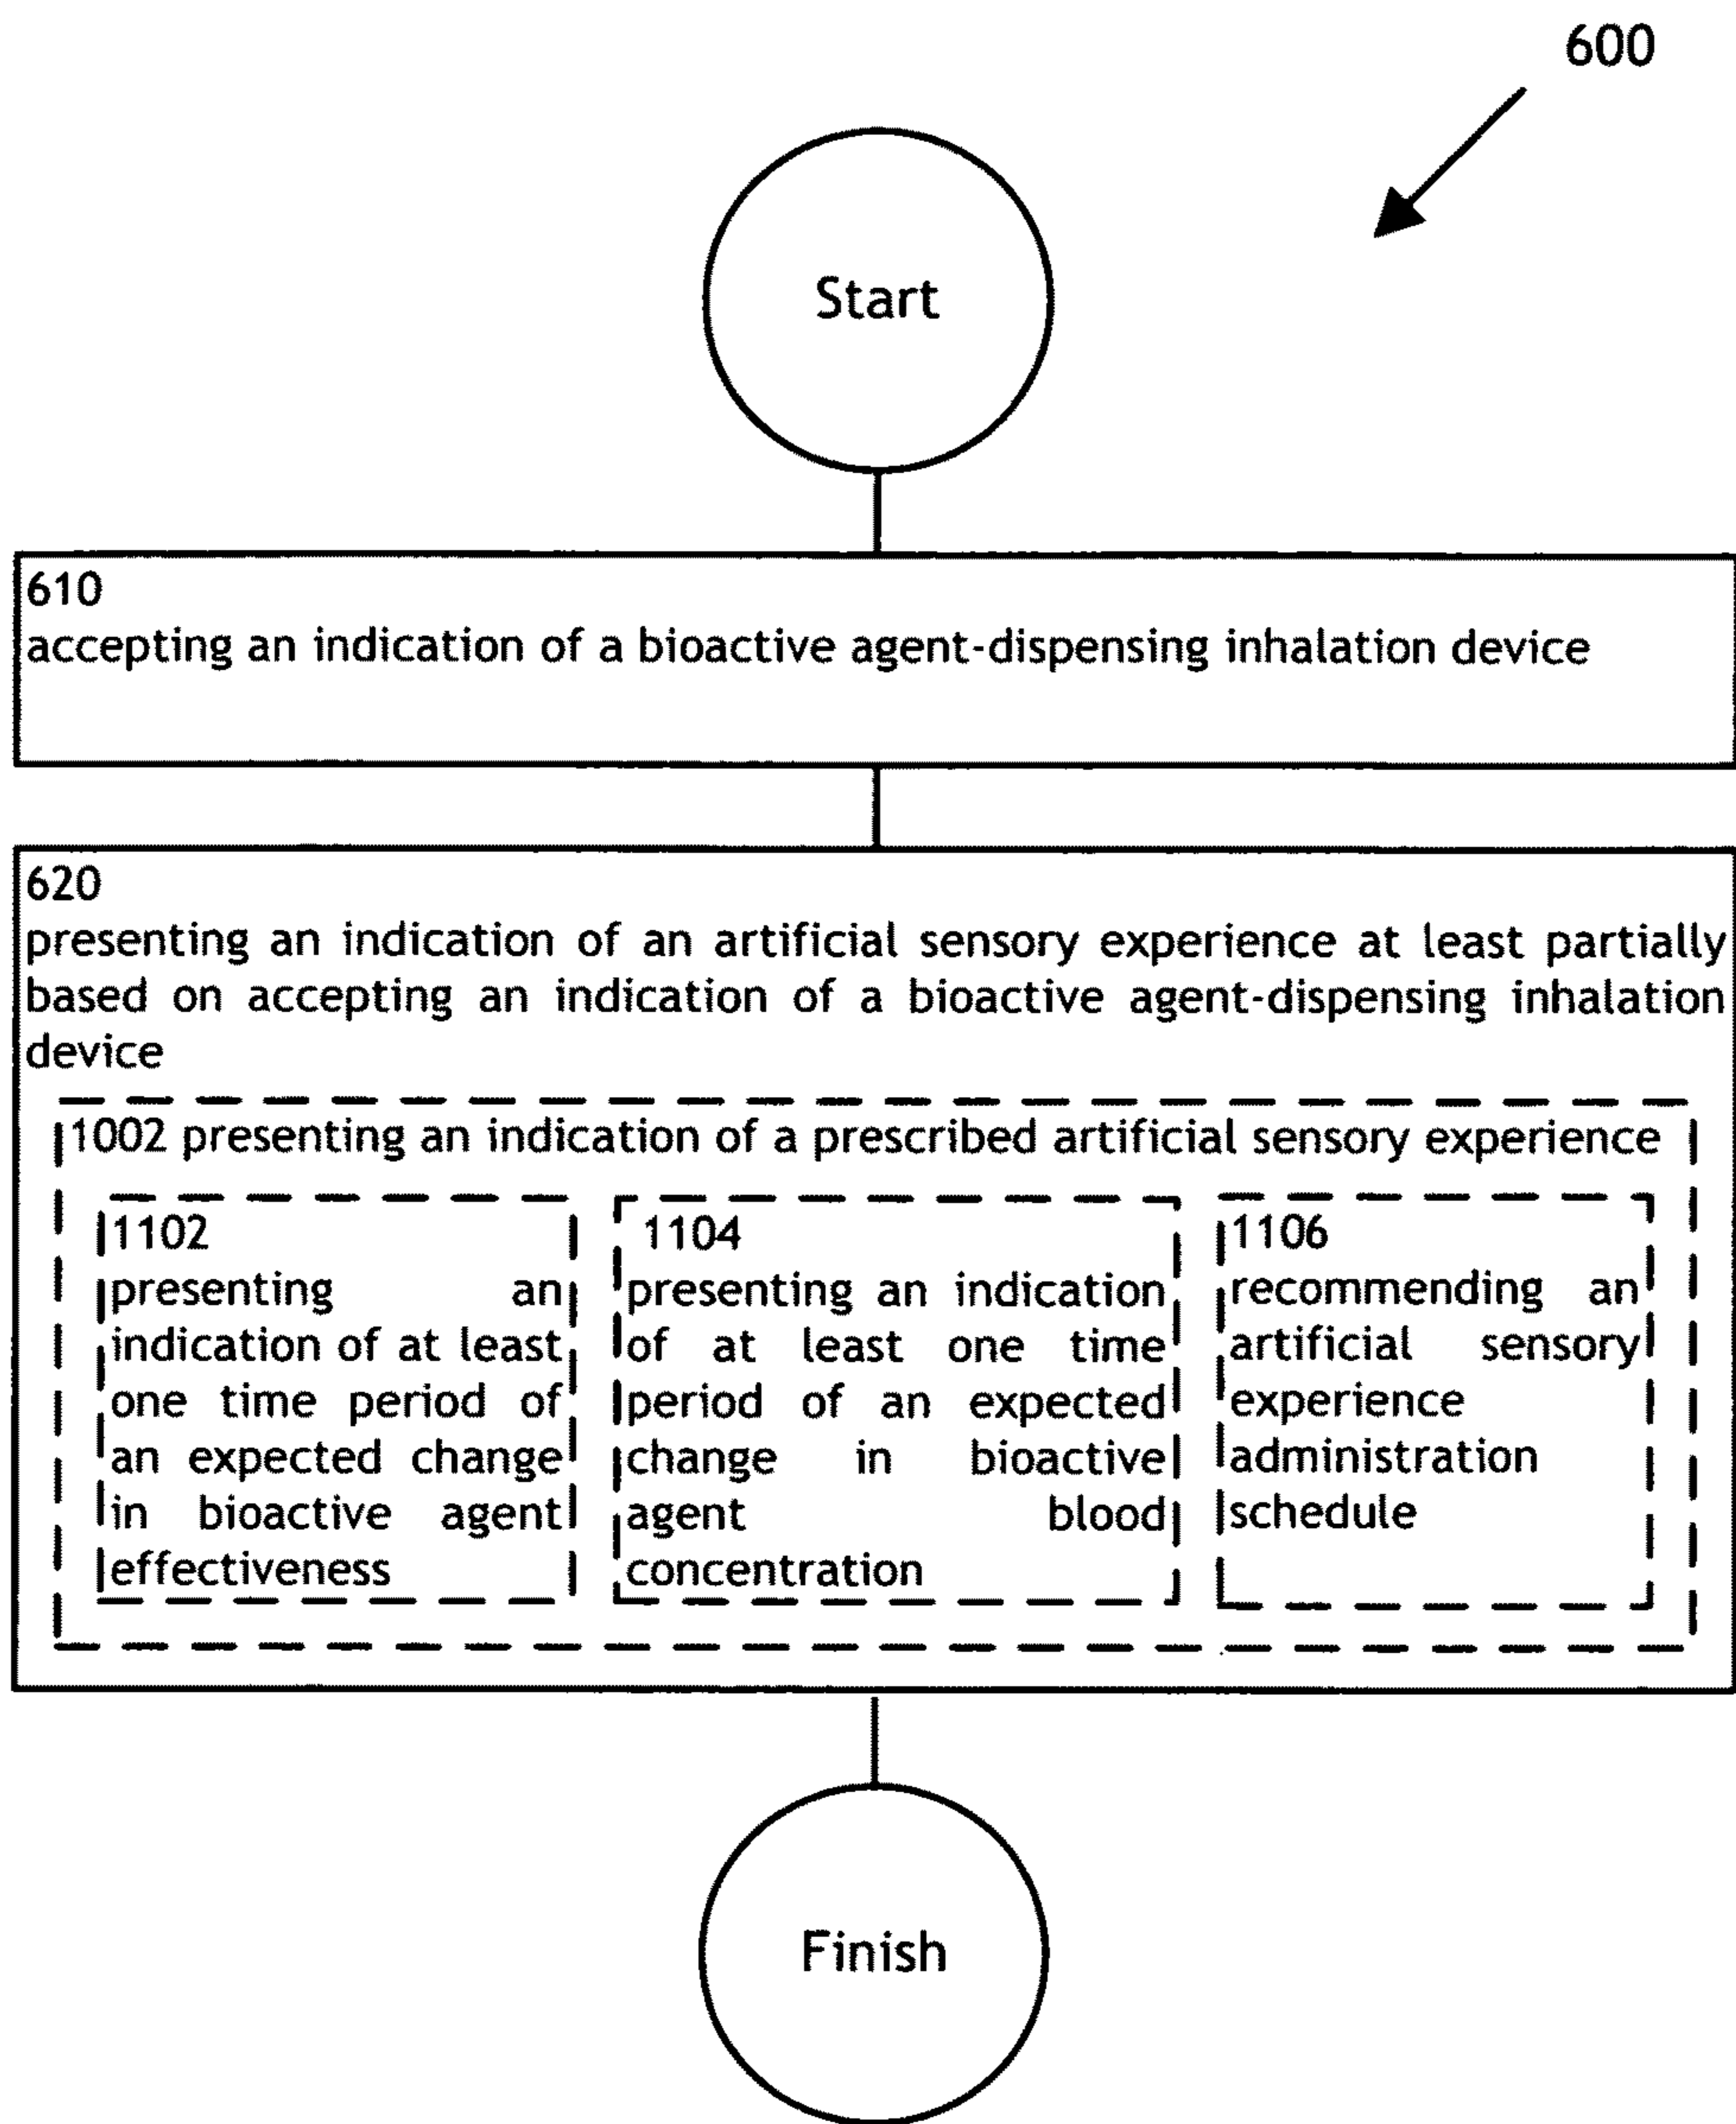 600
Start
610
accepting an indication of a bioactive agent-dispensing inhalation device
620
presenting an indication of an artificial sensory experience at least partially
based on accepting an indication of a bioactive agent-dispensing inhalation
device
1002 presenting an indication of a prescribed artificial sensory experience
1102
presenting an
indication of at least
one time period of
an expected change
in bioactive agent
effectiveness
1104
presenting an indication
of at least one time
period of an expected
change in bioactive
agent blood
concentration
1106
recommending an
artificial sensory
experience
administration
schedule
Finish